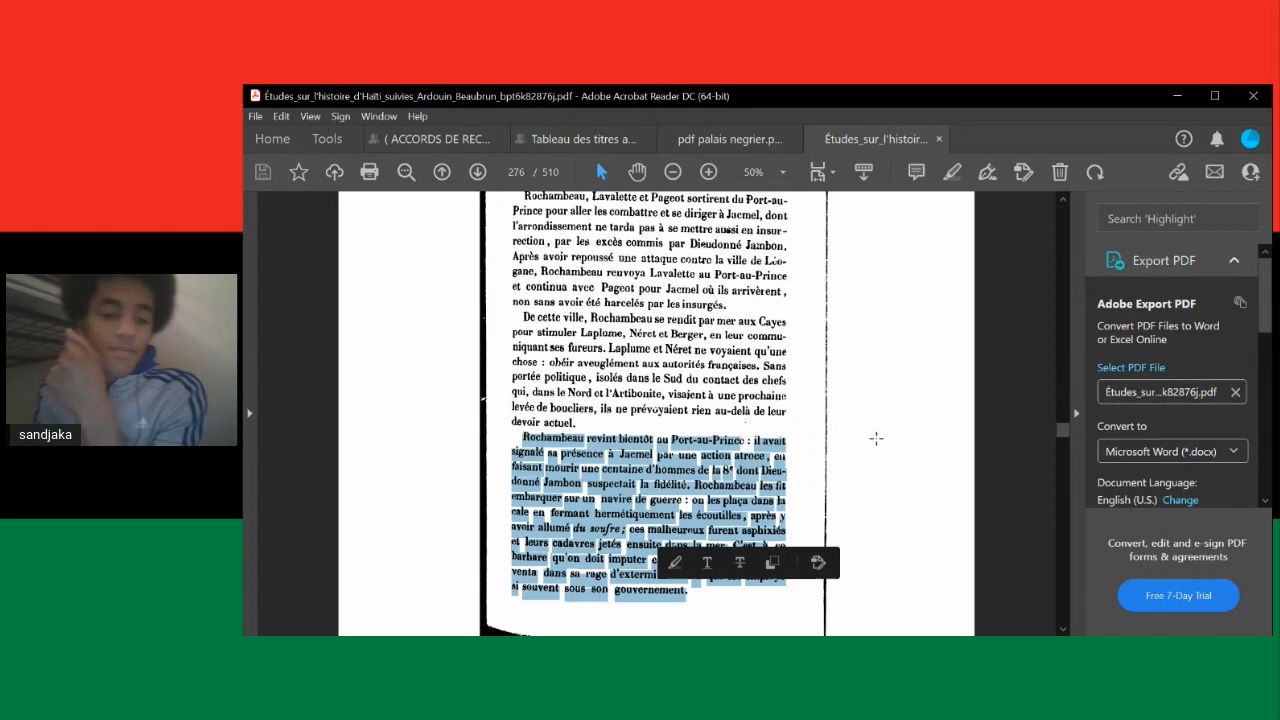 Études_sur_l'histoire_d'Haïti_suivies_Ardouin_Beaubrun_bpt6k82876j.pdf - Adobe Acrobat Reader DC (64-bit)
File Edit View Sign Window Help
Home Tools ( ACCORDS DE REC... Tableau des titres a... pdf palais negrier.p... Études_sur_l'histoir... ×
276 / 510 50%
Rochambeau, Lavalette et Pageot sortirent du Port-au-
Prince pour aller les combattre et se diriger à Jacmel, dont
l'arrondissement ne tarda pas à se mettre aussi en insur-
rection, par les excès commis par Dieudonné Jambon.
Après avoir repoussé une attaque contre la ville de Léo-
gane, Rochambeau renvoya Lavalette au Port-au-Prince
et continua avec Pageot pour Jacmel où ils arrivèrent,
non sans avoir été harcelés par les insurgés.
De cette ville, Rochambeau se rendit par mer aux Cayes
pour stimuler Laplume, Néret et Berger, en leur commu-
niquant ses fureurs. Laplume et Néret ne voyaient qu'une
chose : obéir aveuglément aux autorités françaises. Sans
portée politique, isolés dans le Sud du contact des chefs
qui, dans le Nord et l'Artibonite, visaient à une prochaine
levée de boucliers, ils ne prévoyaient rien au-delà de leur
devoir actuel.
Rochambeau revint bientôt au Port-au-Prince : il avait
signalé sa présence à Jacmel par une action atroce, en
faisant mourir une centaine d'hommes de la 8e dont Dieu-
donné Jambon suspectait la fidélité. Rochambeau les fit
embarquer sur un navire de guerre : on les plaça dans la
cale en fermant hermétiquement les écoutilles, après y
avoir allumé du soufre ; ces malheureux furent asphixiés
et leurs cadavres jetés ensuite dans la mer. C'est à ce
barbare qu'on doit imputer
venta dans sa rage d'extermi
si souvent sous son gouvernement.
Search 'Highlight'
Export PDF
Adobe Export PDF
Convert PDF Files to Word
or Excel Online
Select PDF File
Études_sur...k82876j.pdf
Convert to
Microsoft Word (*.docx)
Document Language:
English (U.S.) Change
Convert, edit and e-sign PDF
forms & agreements
Free 7-Day Trial
sandjaka